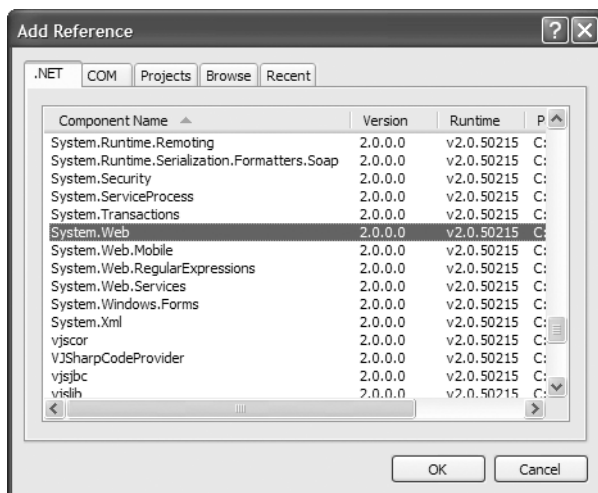 Add Reference
.NET COM Projects Browse Recent
Component Name Version Runtime P
System.Runtime.Remoting 2.0.0.0 v2.0.50215 C:
System.Runtime.Serialization.Formatters.Soap 2.0.0.0 v2.0.50215 C:
System.Security 2.0.0.0 v2.0.50215 C:
System.ServiceProcess 2.0.0.0 v2.0.50215 C:
System.Transactions 2.0.0.0 v2.0.50215 C:
System.Web 2.0.0.0 v2.0.50215 C:
System.Web.Mobile 2.0.0.0 v2.0.50215 C:
System.Web.RegularExpressions 2.0.0.0 v2.0.50215 C:
System.Web.Services 2.0.0.0 v2.0.50215 C:
System.Windows.Forms 2.0.0.0 v2.0.50215 C:
System.Xml 2.0.0.0 v2.0.50215 C:
vjscor 2.0.0.0 v2.0.50215 C:
VJSharpCodeProvider 2.0.0.0 v2.0.50215 C:
vjsjbc 2.0.0.0 v2.0.50215 C:
vjslib 2.0.0.0 v2.0.50215 C:
OK Cancel